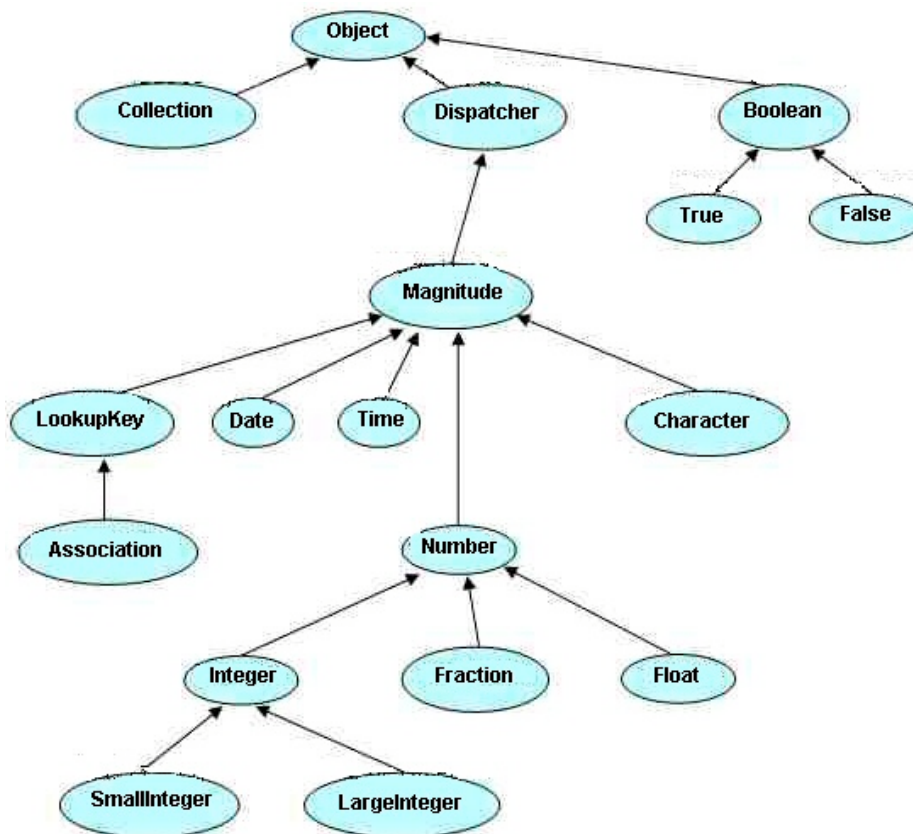 Object
Collection
Dispatcher
Boolean
True
False
Magnitude
LookupKey
Date
Time
Character
Association
Number
Integer
Fraction
Float
SmallInteger
LargeInteger